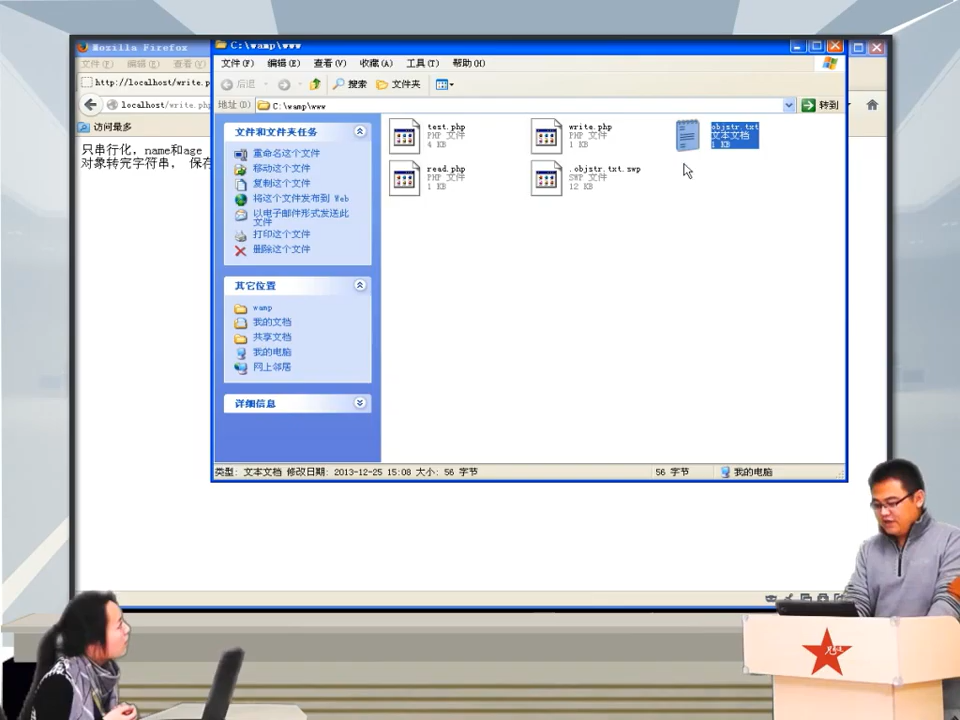 Mozilla Firefox
文件(F) 编辑(E) 查看(V)
http://localhost/write.p
localhost/write.php
访问最多
只串行化，name和age
对象转完字符串， 保存
C:\wamp\www
文件(F) 编辑(E) 查看(V) 收藏(A) 工具(T) 帮助(H)
后退 搜索 文件夹
地址(D) C:\wamp\www 转到
文件和文件夹任务
重命名这个文件
移动这个文件
复制这个文件
将这个文件发布到 Web
以电子邮件形式发送此
文件
打印这个文件
删除这个文件
其它位置
wamp
我的文档
共享文档
我的电脑
网上邻居
详细信息
test.php
PHP 文件
4 KB
write.php
PHP 文件
1 KB
objstr.txt
文本文档
1 KB
read.php
PHP 文件
1 KB
.objstr.txt.swp
SWP 文件
12 KB
类型: 文本文档 修改日期: 2013-12-25 15:08 大小: 56 字节 56 字节 我的电脑